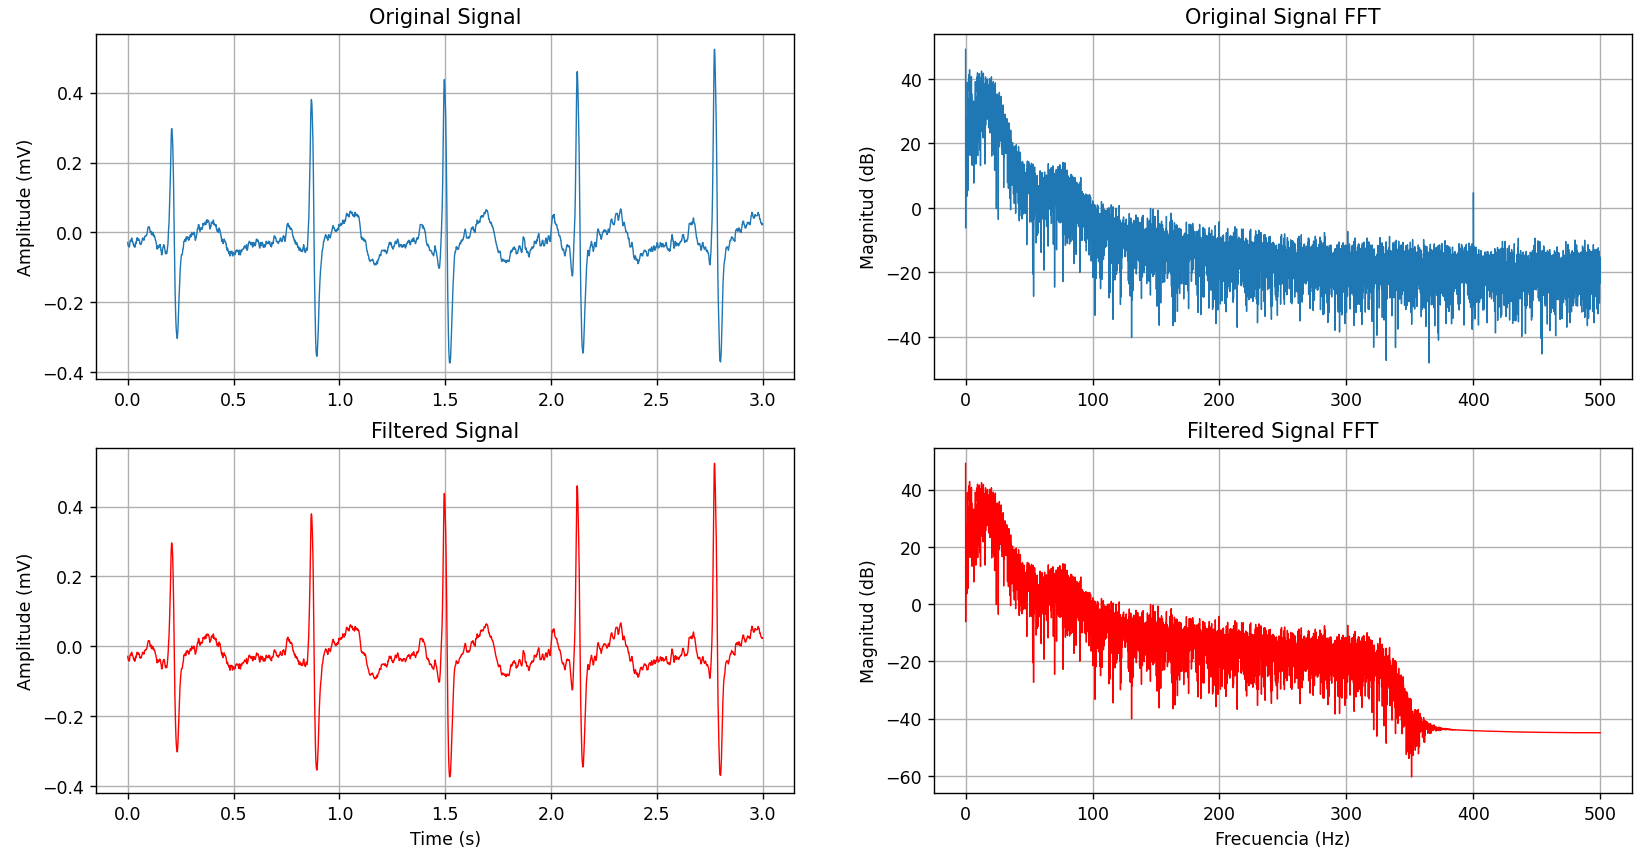 Original Signal
Amplitude (mV)
0.4
0.2
0.0
−0.2
−0.4
0.0 0.5 1.0 1.5 2.0 2.5 3.0
Original Signal FFT
Magnitud (dB)
40
20
0
−20
−40
0 100 200 300 400 500
Filtered Signal
Amplitude (mV)
0.4
0.2
0.0
−0.2
−0.4
0.0 0.5 1.0 1.5 2.0 2.5 3.0
Time (s)
Filtered Signal FFT
Magnitud (dB)
40
20
0
−20
−40
−60
0 100 200 300 400 500
Frecuencia (Hz)